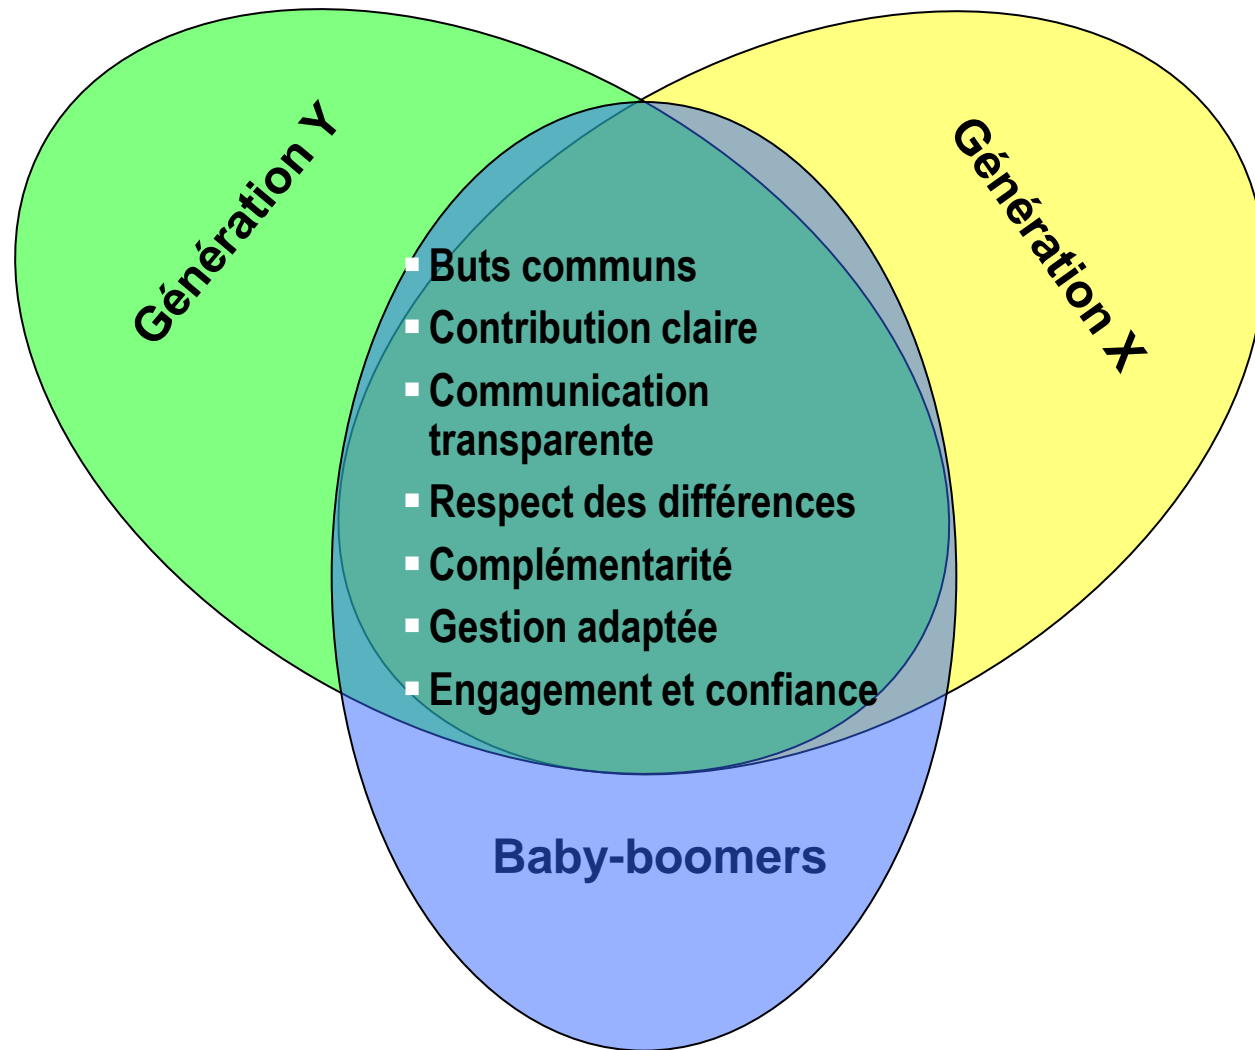 Génération Y
Génération X
▪ Buts communs
▪ Contribution claire
▪ Communication
transparente
▪ Respect des différences
▪ Complémentarité
▪ Gestion adaptée
▪ Engagement et confiance
Baby-boomers